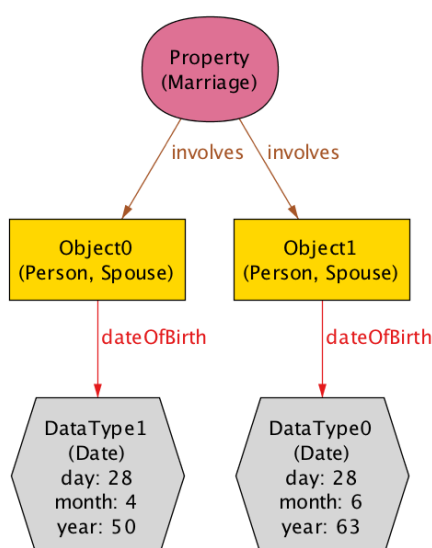 Property
(Marriage)
involves
involves
Object0
(Person, Spouse)
Object1
(Person, Spouse)
dateOfBirth
dateOfBirth
DataType1
(Date)
day: 28
month: 4
year: 50
DataType0
(Date)
day: 28
month: 6
year: 63